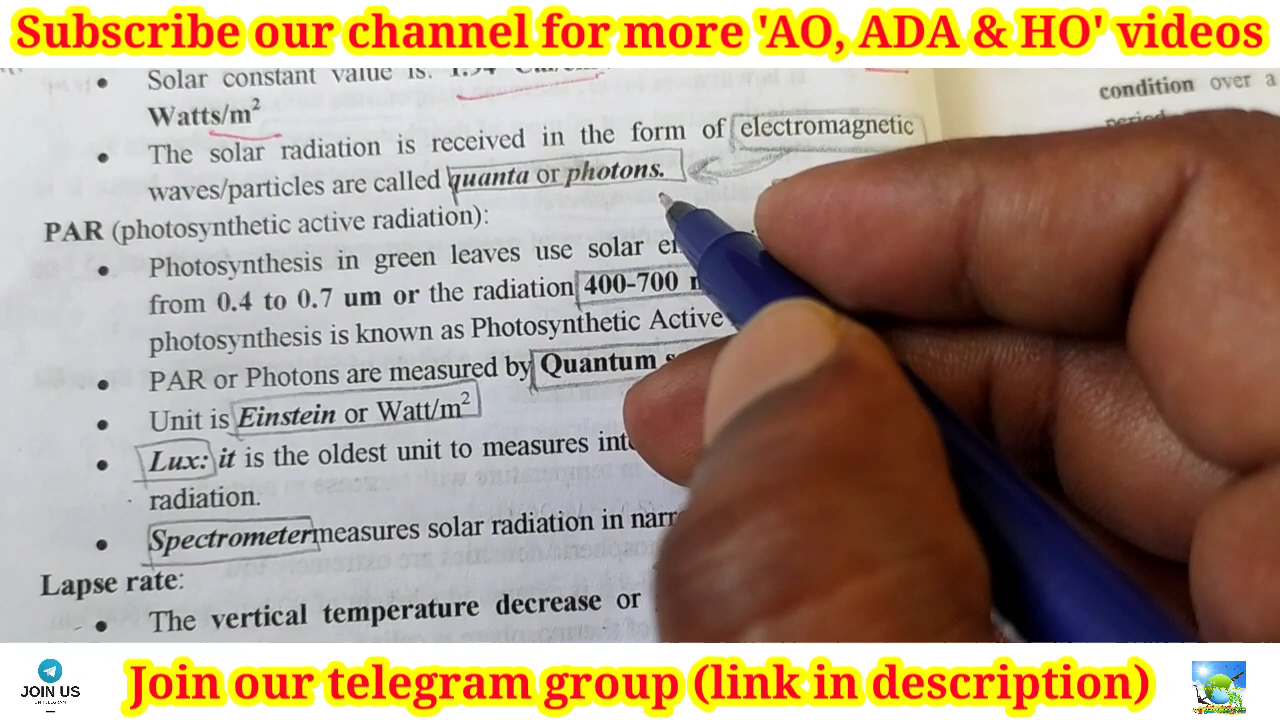 Subscribe our channel for more 'AO, ADA & HO' videos
• Solar constant value is: 1.94
Watts/m²
condition over a
• The solar radiation is received in the form of electromagnetic
waves/particles are called quanta or photons.
PAR (photosynthetic active radiation):
• Photosynthesis in green leaves use solar
from 0.4 to 0.7 um or the radiation 400-700
photosynthesis is known as Photosynthetic Active
• PAR or Photons are measured by Quantum
• Unit is Einstein or Watt/m²
• Lux: it is the oldest unit to measures
radiation.
• Spectrometer measures solar radiation in
Lapse rate:
• The vertical temperature decrease or
JOIN US
Join our telegram group (link in description)